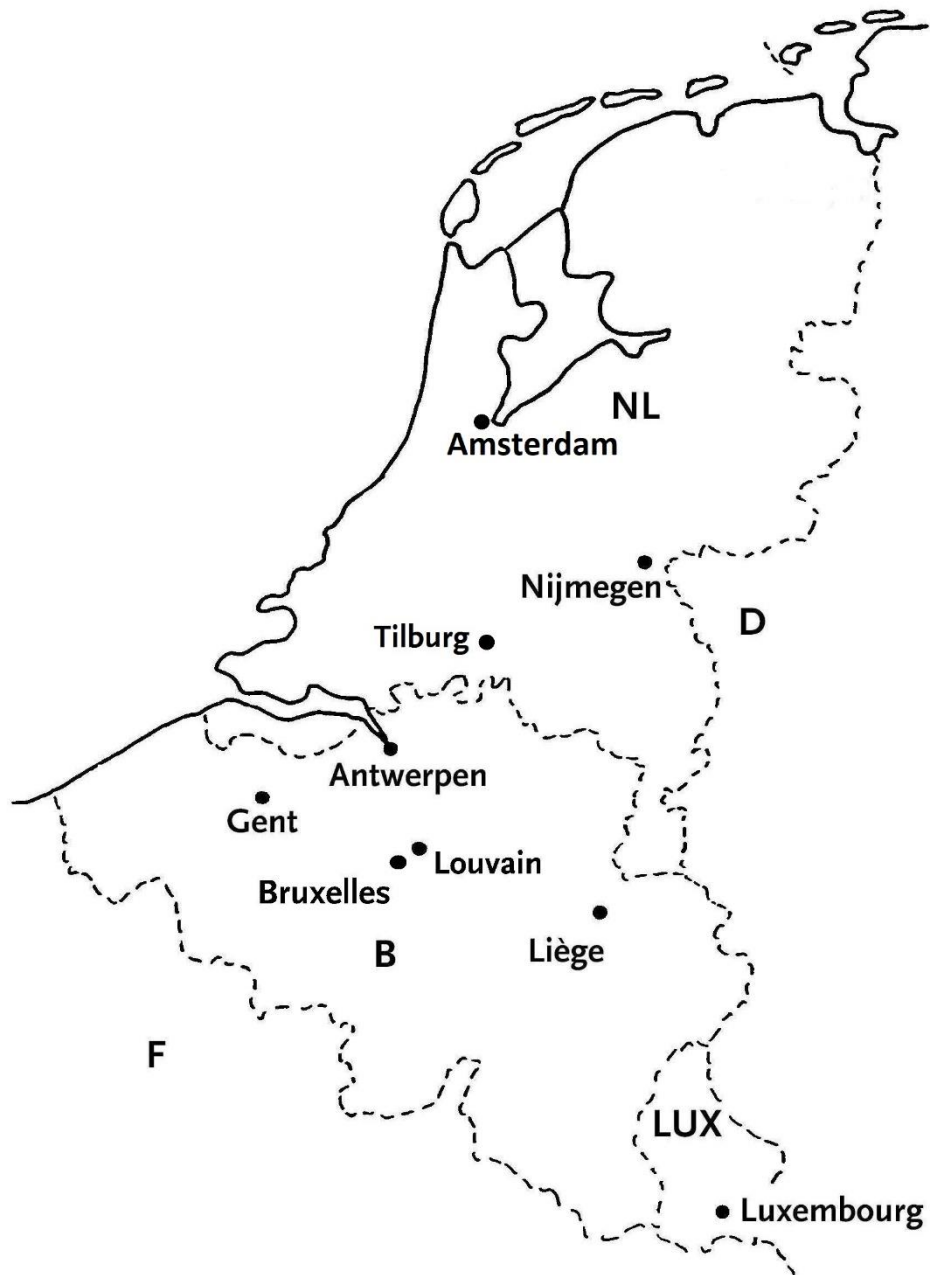 NL
Amsterdam
Nijmegen
D
Tilburg
Antwerpen
Gent
Louvain
Bruxelles
B
Liège
F
LUX
Luxembourg